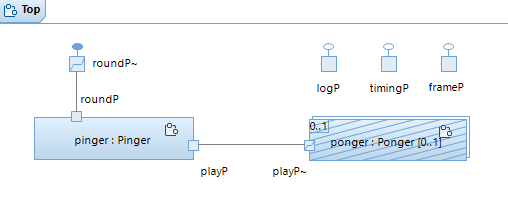 Top
roundP~
roundP
logP
timingP
frameP
pinger : Pinger
0..1
ponger : Ponger [0..1]
playP
playP~